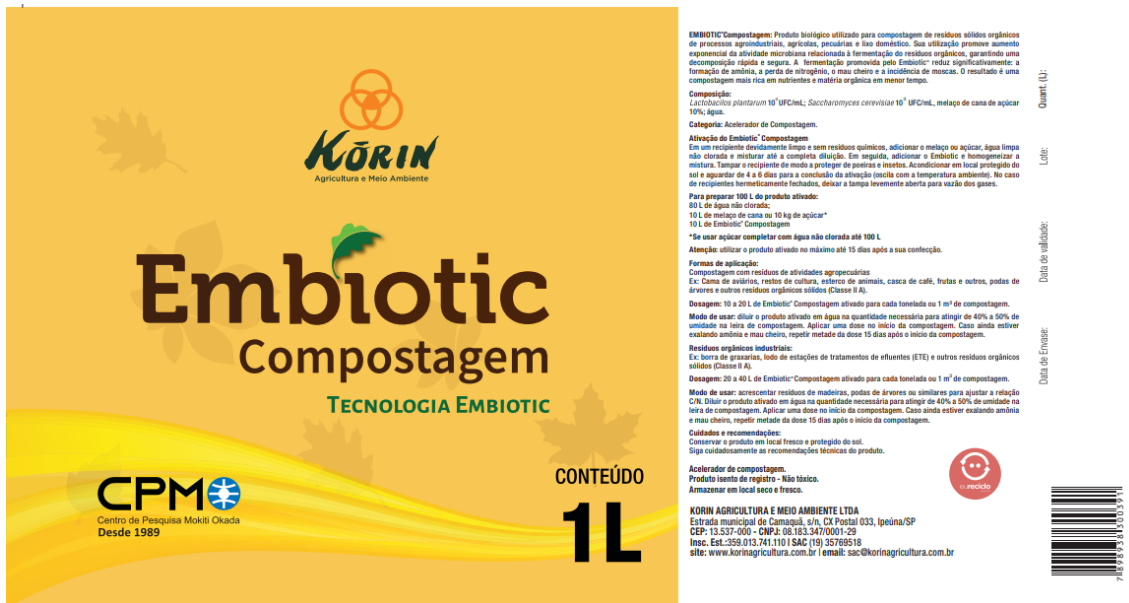 KŌRIN
Agricultura e Meio Ambiente
Embiotic
Compostagem
TECNOLOGIA EMBIOTIC
CONTEÚDO
1L
CPMO
Centro de Pesquisa Mokiti Okada
Desde 1989
EMBIOTIC®Compostagem: Produto biológico utilizado para compostagem de resíduos sólidos orgânicos
de processos agroindustriais, agrícolas, pecuárias e lixo doméstico. Sua utilização promove aumento
exponencial da atividade microbiana relacionada à fermentação do resíduos orgânicos, garantindo uma
decomposição rápida e segura. A fermentação promovida pelo Embiotic® reduz significativamente: a
formação de amônia, a perda de nitrogênio, o mau cheiro e a incidência de moscas. O resultado é uma
compostagem mais rica em nutrientes e matéria orgânica em menor tempo.
Composição:
Lactobacilos plantarum 10 UFC/mL; Saccharomyces cerevisiae 10 UFC/mL, melaço de cana de açúcar
10%; água.
Categoria: Acelerador de Compostagem.
Ativação do Embiotic® Compostagem
Em um recipiente devidamente limpo e sem resíduos químicos, adicionar o melaço ou açúcar, água limpa
não clorada e misturar até a completa diluição. Em seguida, adicionar o Embiotic e homogeneizar a
mistura. Tampar o recipiente de modo a proteger de poeiras e insetos. Acondicionar em local protegido do
sol e aguardar de 4 a 6 dias para a conclusão da ativação (oscila com a temperatura ambiente). No caso
de recipientes hermeticamente fechados, deixar a tampa levemente aberta para vazão dos gases.
Para preparar 100 L do produto ativado:
80 L de água não clorada;
10 L de melaço de cana ou 10 kg de açúcar*
10 L de Embiotic® Compostagem
*Se usar açúcar completar com água não clorada até 100 L
Atenção: utilizar o produto ativado no máximo até 15 dias após a sua confecção.
Formas de aplicação:
Compostagem com resíduos de atividades agropecuárias
Ex: Cama de aviários, restos de cultura, esterco de animais, casca de café, frutas e outros, podas de
árvores e outros resíduos orgânicos sólidos (Classe II A).
Dosagem: 10 a 20 L de Embiotic® Compostagem ativado para cada tonelada ou 1 m³ de compostagem.
Modo de usar: diluir o produto ativado em água na quantidade necessária para atingir de 40% a 50% de
umidade na leira de compostagem. Aplicar uma dose no início da compostagem. Caso ainda estiver
exalando amônia e mau cheiro, repetir metade da dose 15 dias após o início da compostagem.
Resíduos orgânicos industriais:
Ex: borra de graxarias, lodo de estações de tratamentos de efluentes (ETE) e outros resíduos orgânicos
sólidos (Classe II A).
Dosagem: 20 a 40 L de Embiotic® Compostagem ativado para cada tonelada ou 1 m³ de compostagem.
Modo de usar: acrescentar resíduos de madeiras, podas de árvores ou similares para ajustar a relação
C/N. Diluir o produto ativado em água na quantidade necessária para atingir de 40% a 50% de umidade na
leira de compostagem. Aplicar uma dose no início da compostagem. Caso ainda estiver exalando amônia
e mau cheiro, repetir metade da dose 15 dias após o início da compostagem.
Cuidados e recomendações:
Conservar o produto em local fresco e protegido do sol.
Siga cuidadosamente as recomendações técnicas do produto.
Acelerador de compostagem.
Produto isento de registro - Não tóxico.
Armazenar em local seco e fresco.
eu.reciclo
KORIN AGRICULTURA E MEIO AMBIENTE LTDA
Estrada municipal de Camaquã, s/n, CX Postal 033, Ipeúna/SP
CEP: 13.537-000 - CNPJ: 08.183.347/0001-29
Insc. Est.:359.013.741.110 | SAC (19) 35769518
site: www.korinagricultura.com.br | email: sac@korinagricultura.com.br
Quant. (L):
Lote:
Data de validade:
Data de Envase:
7 898938 300391